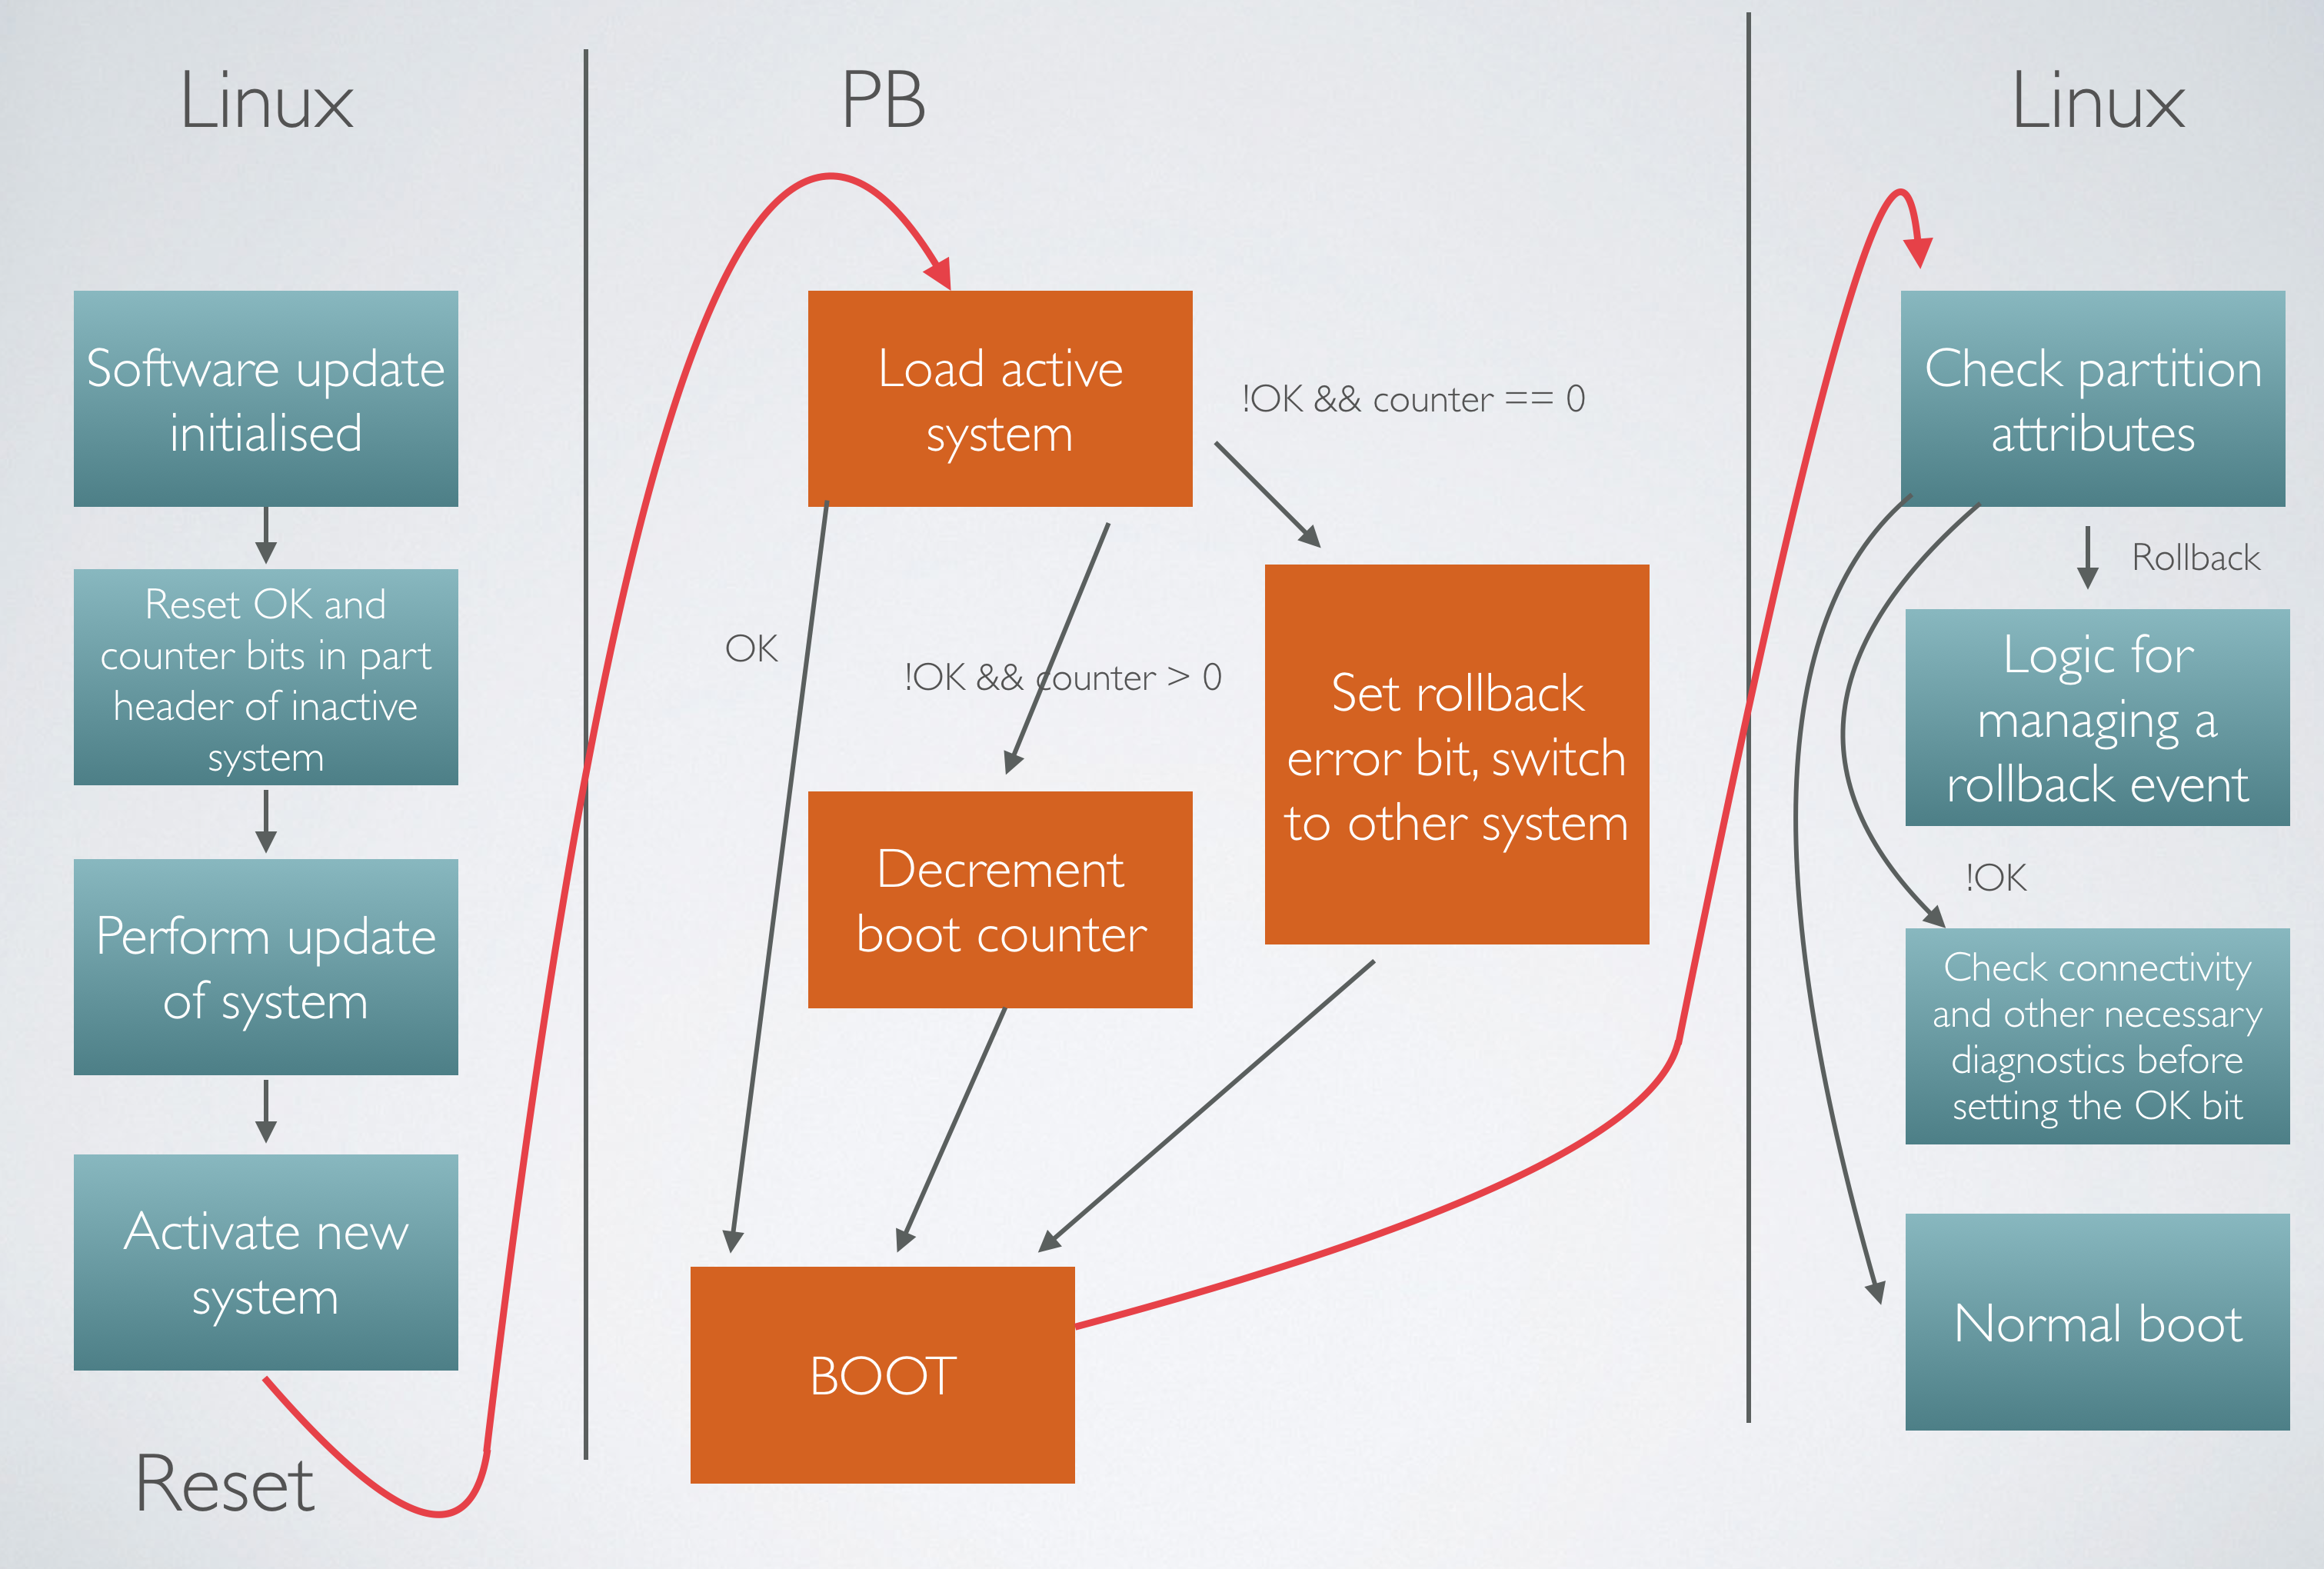 Linux
Software update
initialised
Reset OK and
counter bits in part
header of inactive
system
Perform update
of system
Activate new
system
Reset
PB
Load active
system
!OK && counter == 0
OK
!OK && counter > 0
Set rollback
error bit, switch
to other system
Decrement
boot counter
BOOT
Linux
Check partition
attributes
Rollback
Logic for
managing a
rollback event
!OK
Check connectivity
and other necessary
diagnostics before
setting the OK bit
Normal boot